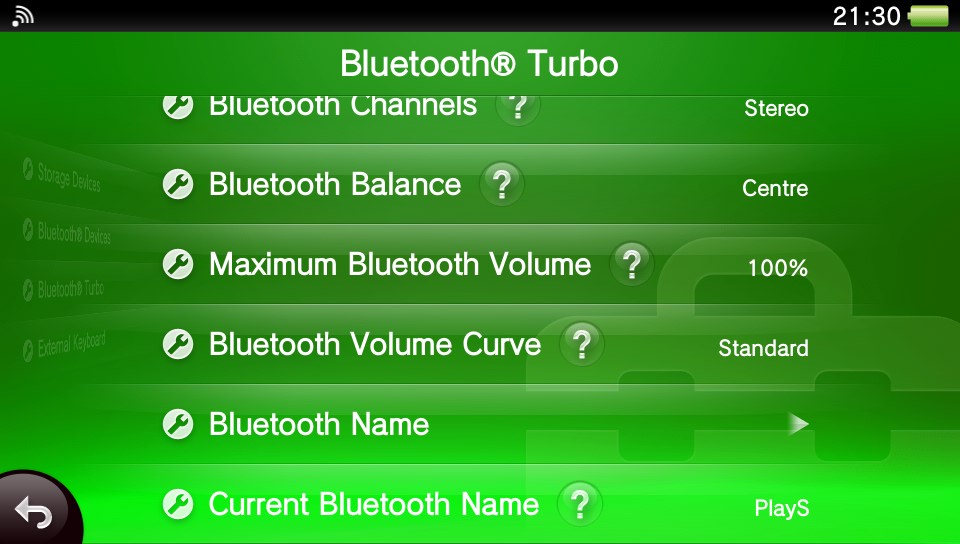 21:30
Bluetooth® Turbo
Bluetooth Channels ? Stereo
Bluetooth Balance ? Centre
Maximum Bluetooth Volume ? 100%
Bluetooth Volume Curve ? Standard
Bluetooth Name
Current Bluetooth Name ? PlayS
Storage Devices
Bluetooth® Devices
Bluetooth® Turbo
External Keyboard